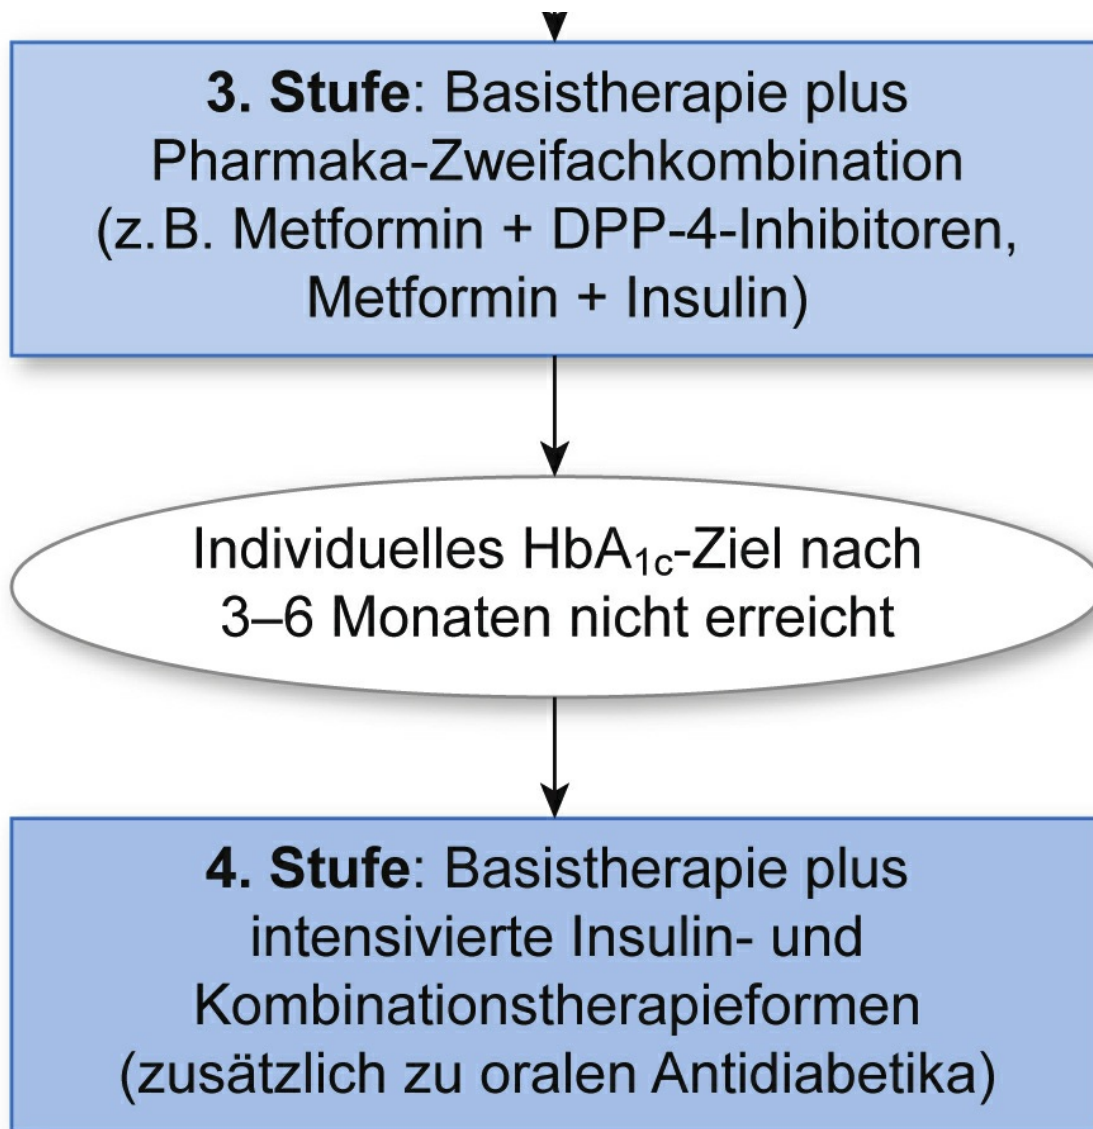 3. Stufe: Basistherapie plus
Pharmaka-Zweifachkombination
(z.B. Metformin + DPP-4-Inhibitoren,
Metformin + Insulin)
Individuelles HbA₁c-Ziel nach
3–6 Monaten nicht erreicht
4. Stufe: Basistherapie plus
intensivierte Insulin- und
Kombinationstherapieformen
(zusätzlich zu oralen Antidiabetika)